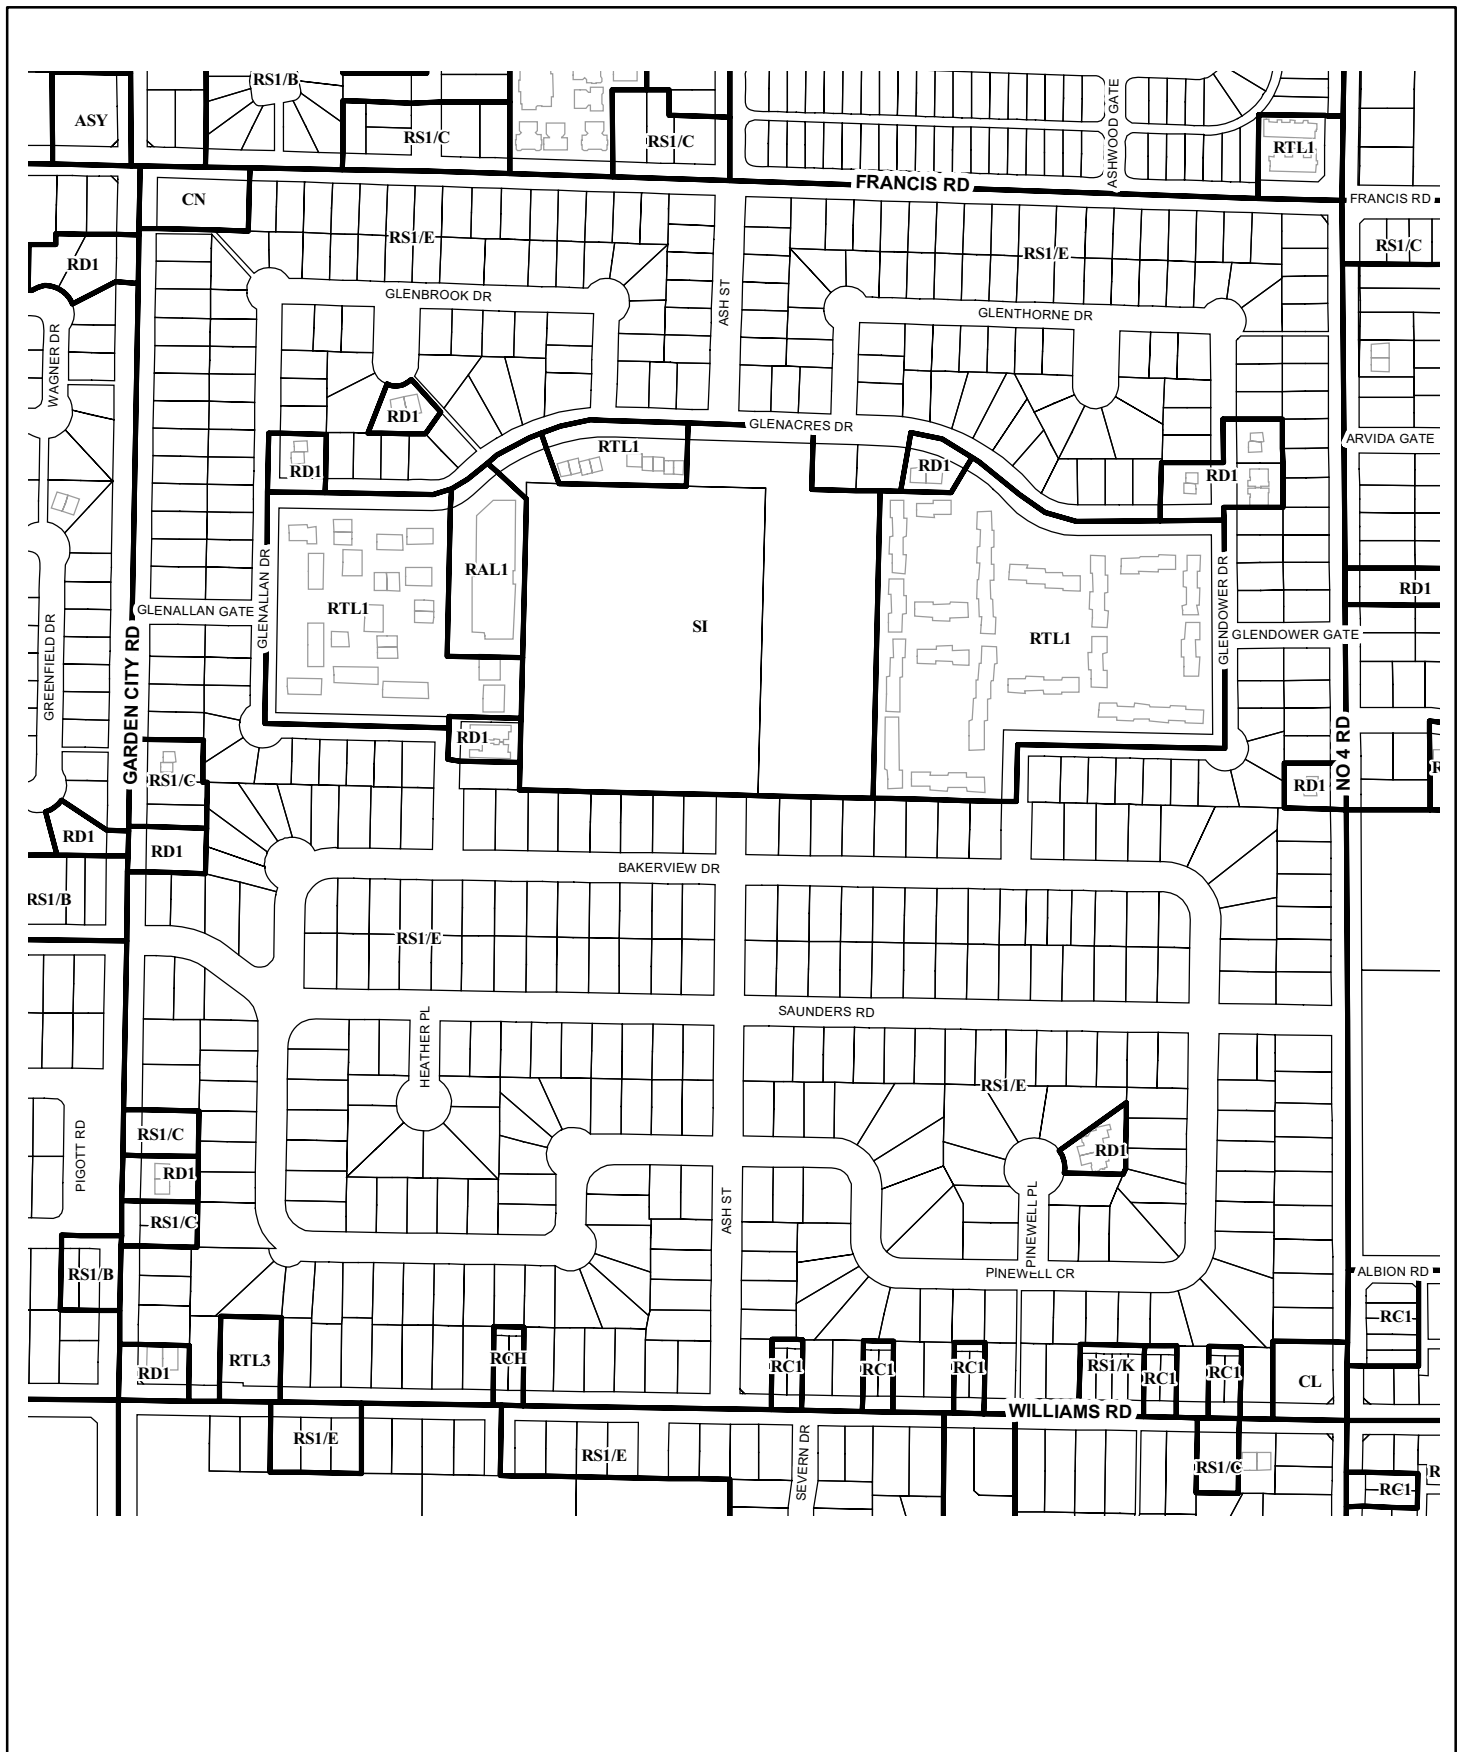 RS1/B
ASY
RS1/C
RS1/C
ASHWOOD GATE
RTL1
FRANCIS RD
FRANCIS RD
CN
RS1/E
RS1/E
RS1/C
RD1
GLENBROOK DR
ASH ST
GLENTHORNE DR
WAGNER DR
RD1
GLENACRES DR
ARVIDA GATE
RTL1
RD1
RD1
RD1
GLENALLAN DR
RAL1
GLENDOWER DR
RD1
GLENALLAN GATE
RTL1
SI
RTL1
GLENDOWER GATE
GREENFIELD DR
GARDEN CITY RD
RD1
NO 4 RD
RS1/C
RD1
R
RD1
RD1
BAKERVIEW DR
RS1/B
RS1/E
HEATHER PL
SAUNDERS RD
RS1/E
PIGOTT RD
RS1/C
RD1
RD1
RS1/C
ASH ST
PINEWELL PL
RS1/B
PINEWELL CR
ALBION RD
RC1
RD1
RTL3
RCH
RC1
RC1
RC1
RS1/K
RC1
RC1
CL
WILLIAMS RD
RS1/E
RS1/E
SEVERN DR
RS1/C
R
RC1